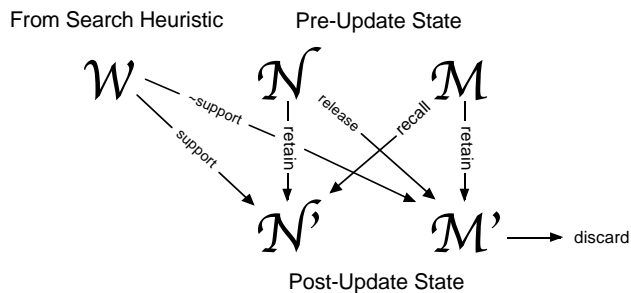 From Search Heuristic
Pre-Update State
W
N
M
~support
release
recall
support
retain
retain
N'
M'
discard
Post-Update State